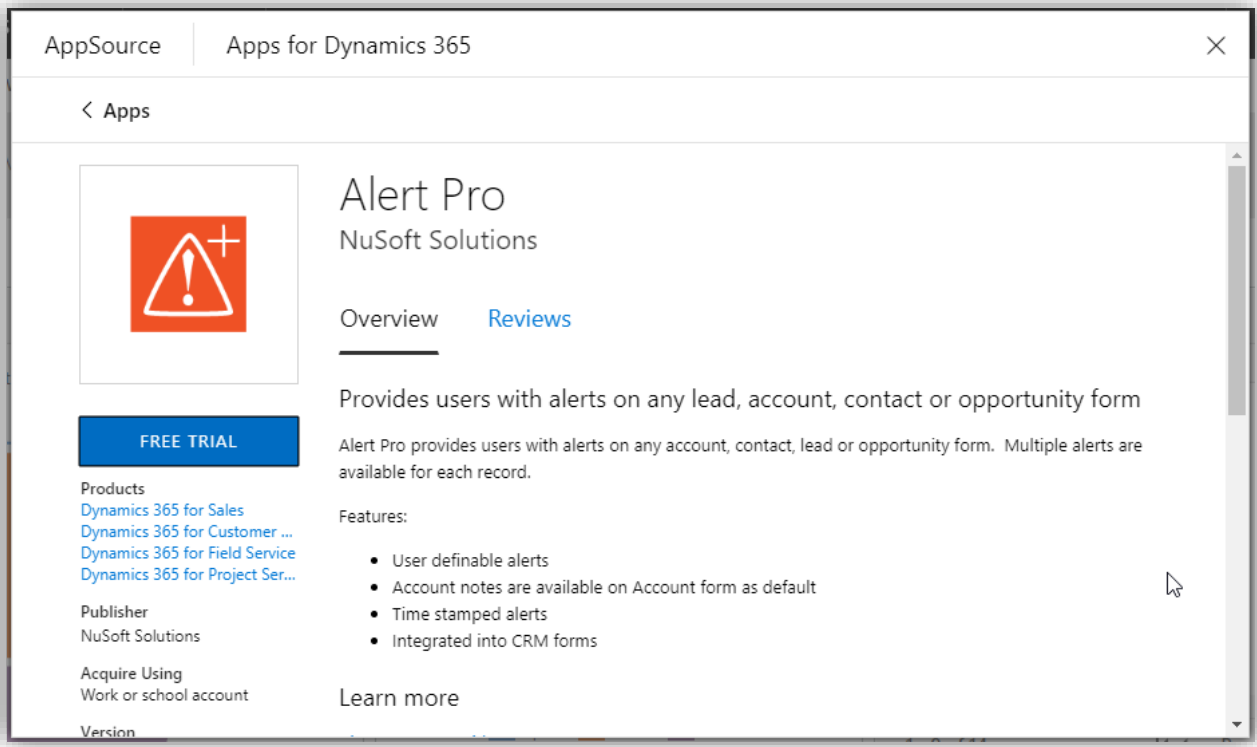 AppSource
Apps for Dynamics 365
Apps
Alert Pro
NuSoft Solutions
Overview
Reviews
FREE TRIAL
Products
Dynamics 365 for Sales
Dynamics 365 for Customer ...
Dynamics 365 for Field Service
Dynamics 365 for Project Ser...
Publisher
NuSoft Solutions
Acquire Using
Work or school account
Version
Provides users with alerts on any lead, account, contact or opportunity form
Alert Pro provides users with alerts on any account, contact, lead or opportunity form.  Multiple alerts are
available for each record.
Features:
User definable alerts
Account notes are available on Account form as default
Time stamped alerts
Integrated into CRM forms
Learn more